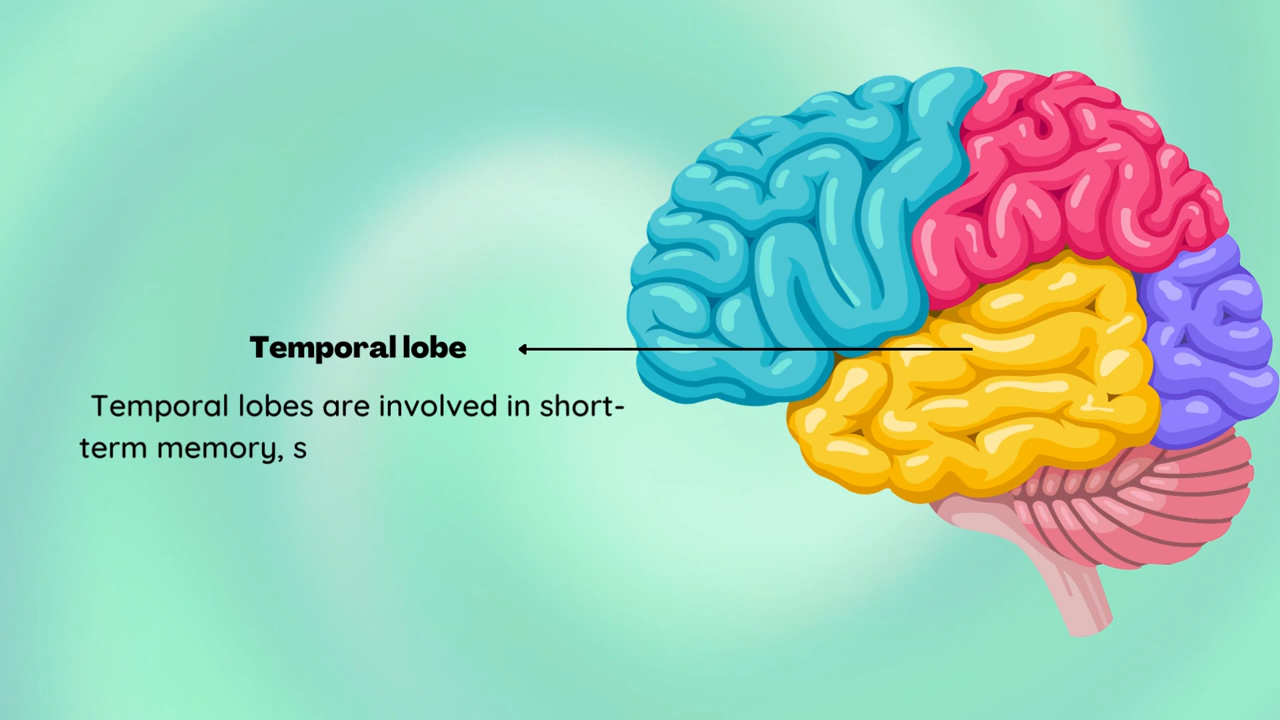 Temporal lobe
Temporal lobes are involved in short-
term memory, s